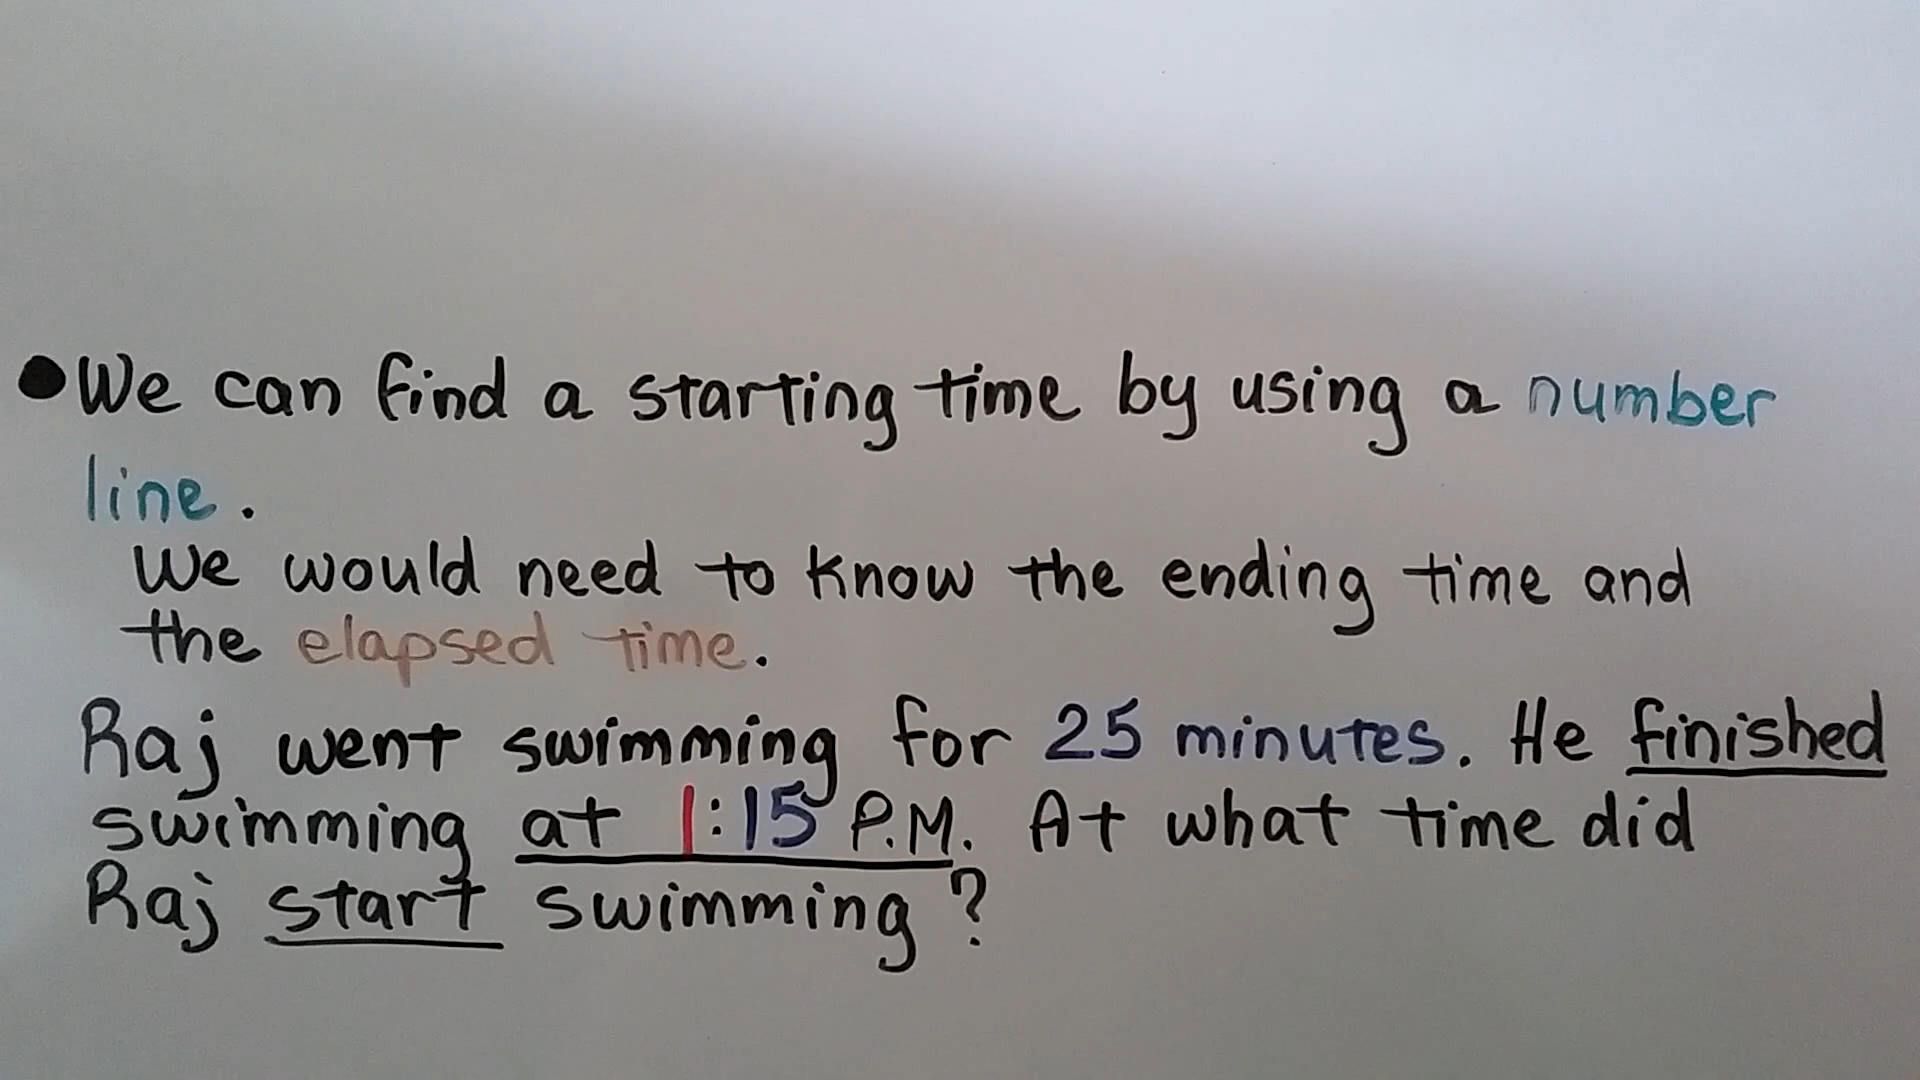 ●We can find a starting time by using a number
line.
We would need to know the ending time and
the elapsed time.
Raj went swimming for 25 minutes. He finished
swimming at 1:15 P.M. At what time did
Raj start swimming?